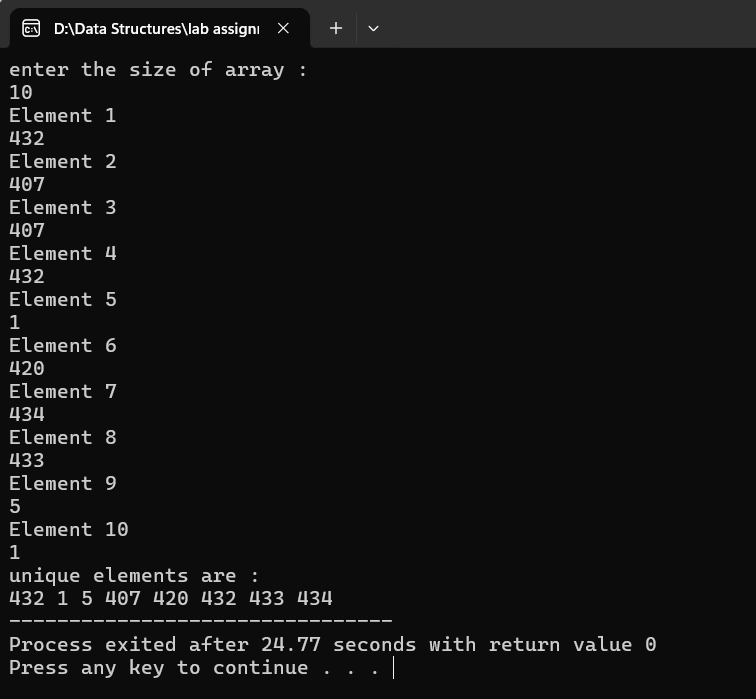 D:\Data Structures\lab assign
enter the size of array :
10
Element 1
432
Element 2
407
Element 3
407
Element 4
432
Element 5
1
Element 6
420
Element 7
434
Element 8
433
Element 9
5
Element 10
1
unique elements are :
432 1 5 407 420 432 433 434
--------------------------------
Process exited after 24.77 seconds with return value 0
Press any key to continue . . .